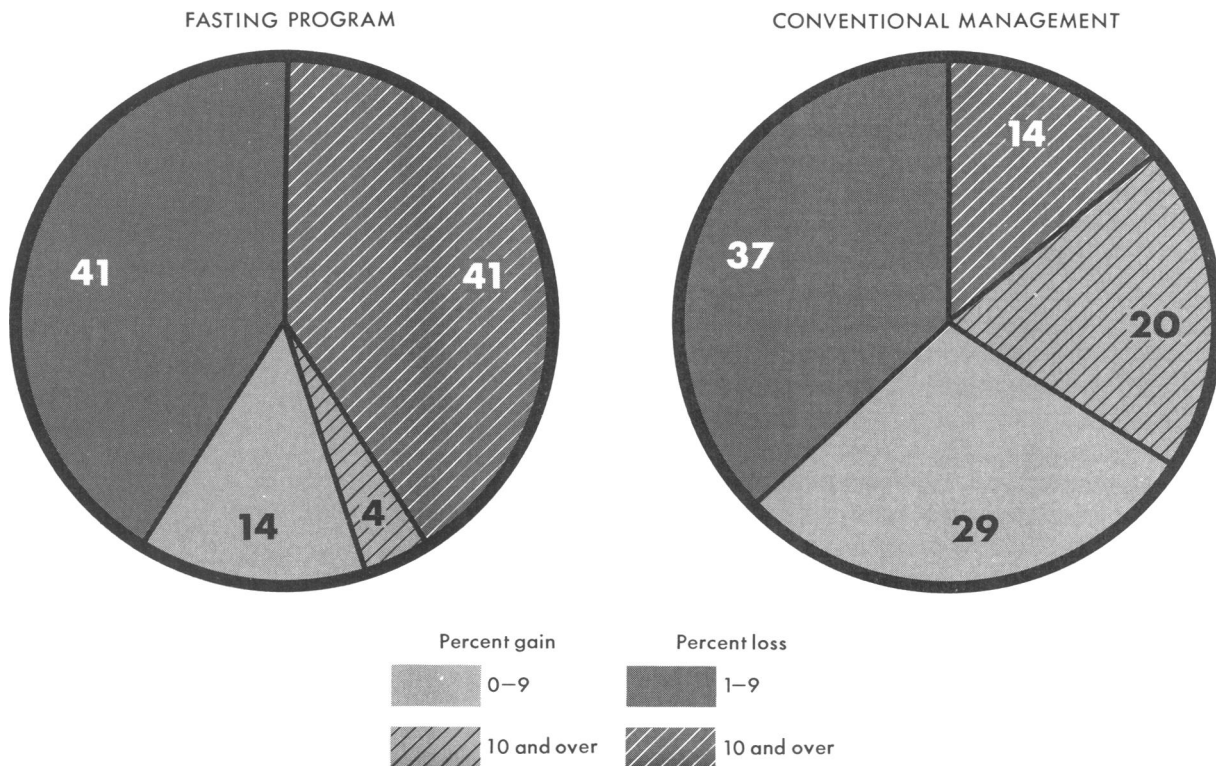 FASTING PROGRAM
CONVENTIONAL MANAGEMENT
41
41
14
4
14
37
20
29
Percent gain
Percent loss
0–9
1–9
10 and over
10 and over